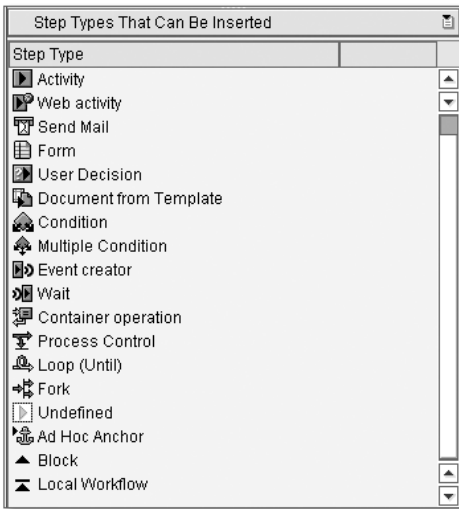 Step Types That Can Be Inserted
Step Type
Activity
Web activity
Send Mail
Form
User Decision
Document from Template
Condition
Multiple Condition
Event creator
Wait
Container operation
Process Control
Loop (Until)
Fork
Undefined
Ad Hoc Anchor
Block
Local Workflow